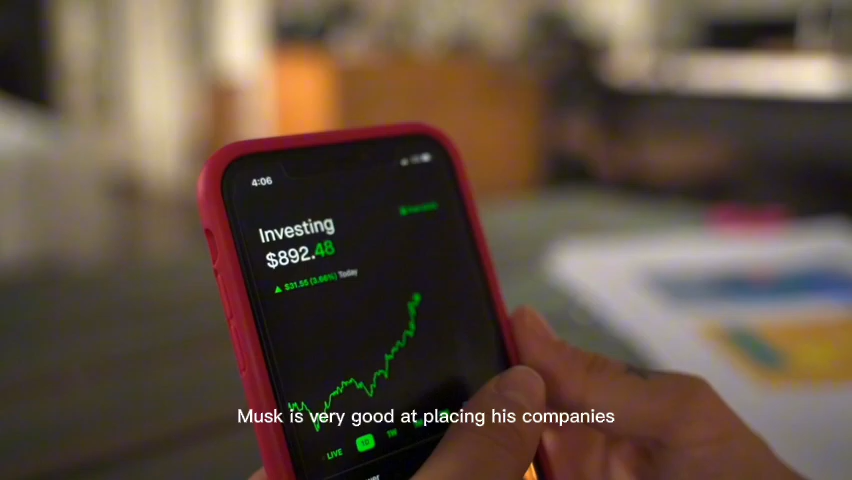 4:06
Investing
$892.48
▲ $31.55 (3.66%) Today
LIVE
1D
Musk is very good at placing his companies